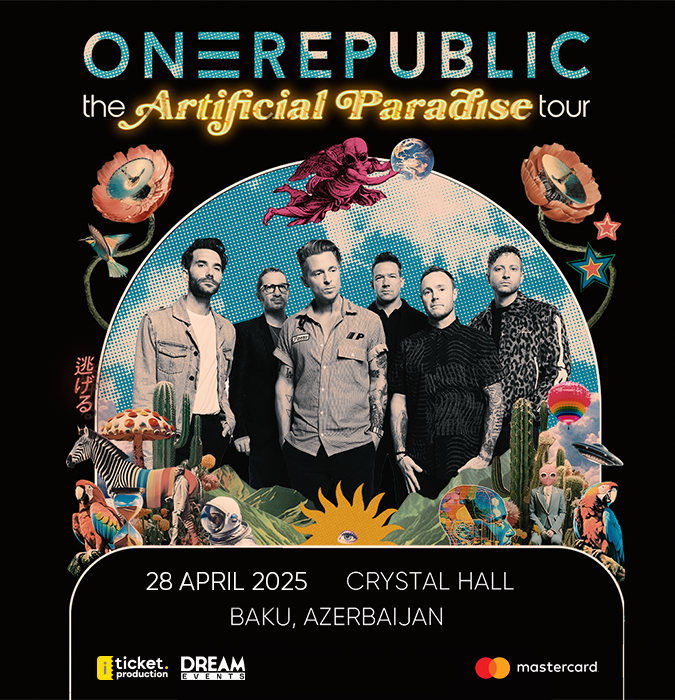 ONEREPUBLIC
the Artificial Paradise tour
逃げる
28 APRIL 2025 CRYSTAL HALL
BAKU, AZERBAIJAN
iticket.
production
DREAM
EVENTS
mastercard